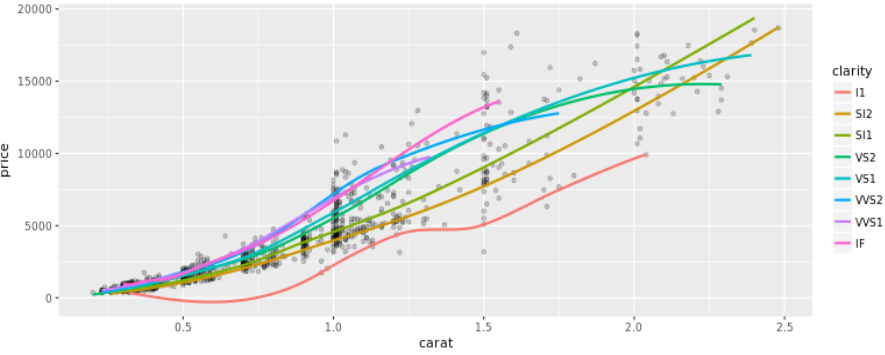 20000
15000
10000
5000
0
price
0.5
1.0
1.5
2.0
2.5
carat
clarity
I1
SI2
SI1
VS2
VS1
VVS2
VVS1
IF